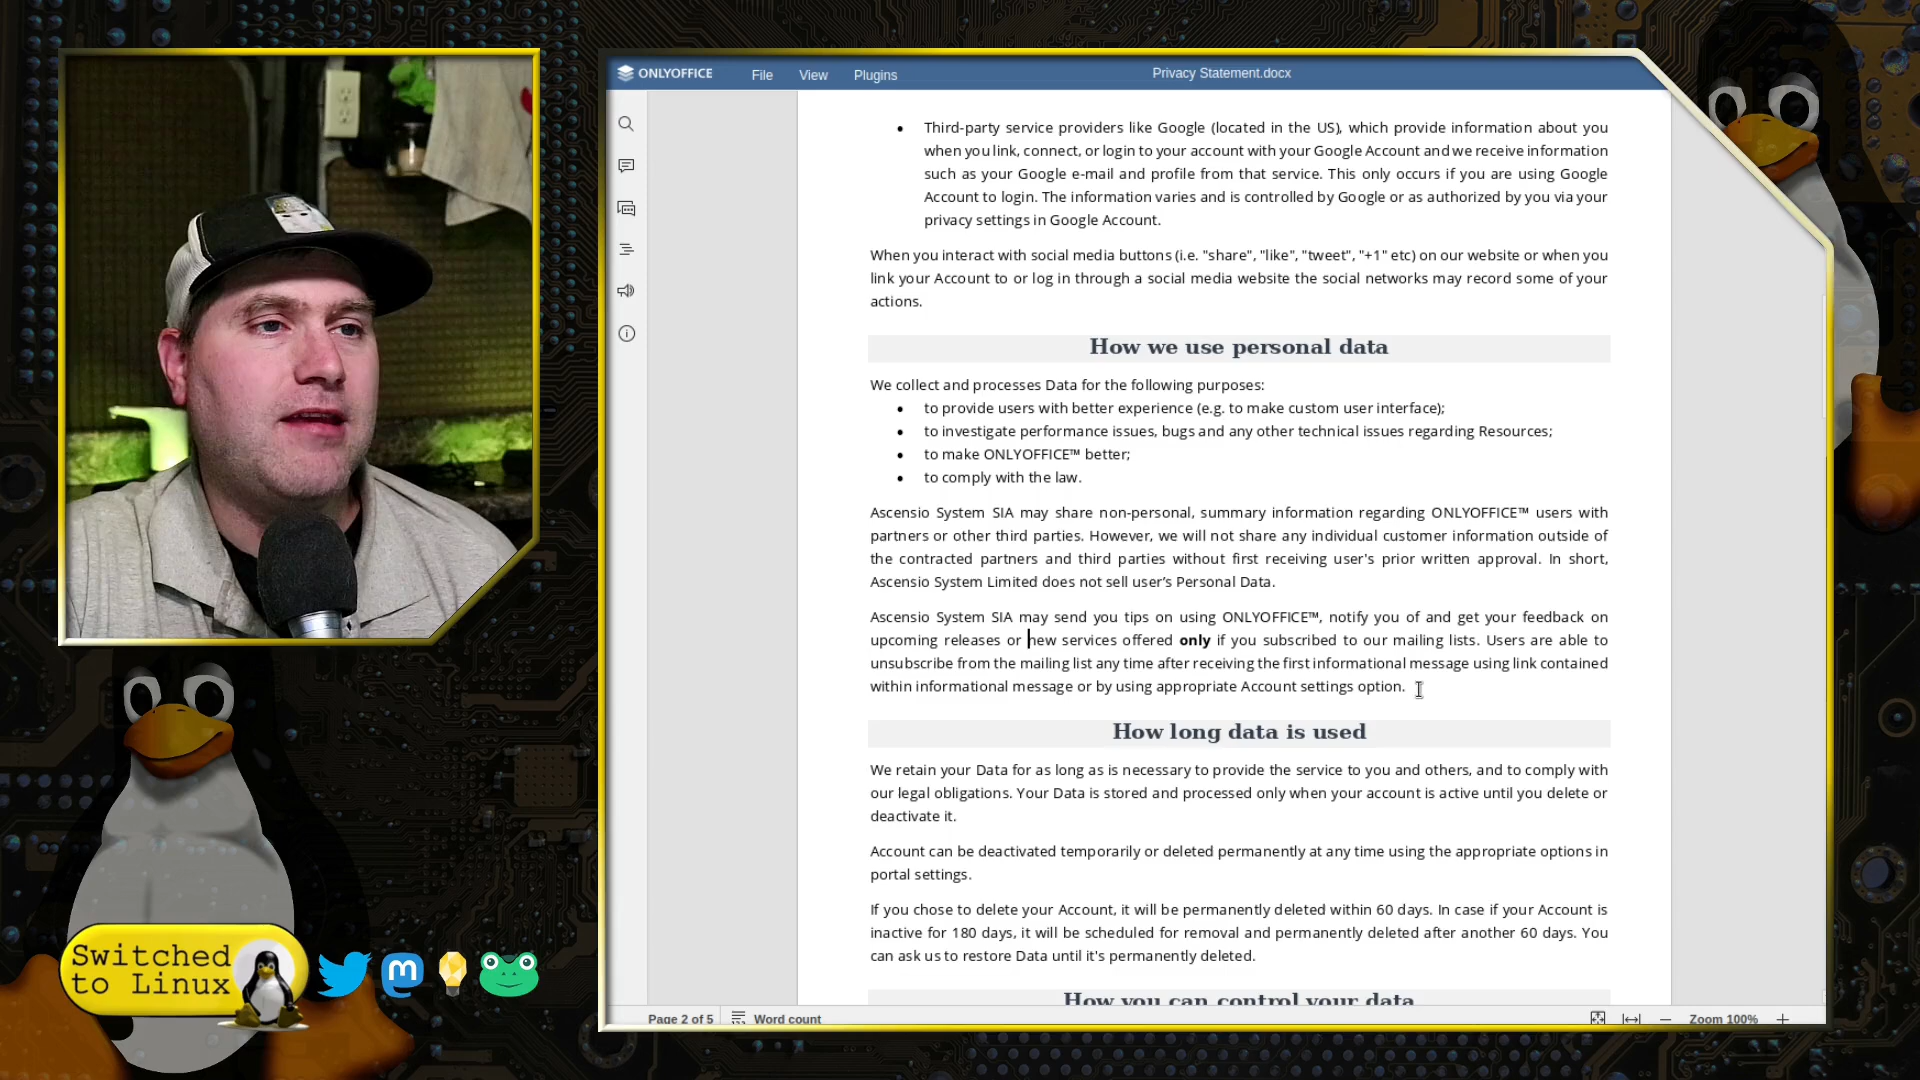 ONLYOFFICE
File
View
Plugins
Privacy Statement.docx
• Third-party service providers like Google (located in the US), which provide information about you
when you link, connect, or login to your account with your Google Account and we receive information
such as your Google e-mail and profile from that service. This only occurs if you are using Google
Account to login. The information varies and is controlled by Google or as authorized by you via your
privacy settings in Google Account.
When you interact with social media buttons (i.e. "share", "like", "tweet", "+1" etc) on our website or when you
link your Account to or log in through a social media website the social networks may record some of your
actions.
How we use personal data
We collect and processes Data for the following purposes:
• to provide users with better experience (e.g. to make custom user interface);
• to investigate performance issues, bugs and any other technical issues regarding Resources;
• to make ONLYOFFICE™ better;
• to comply with the law.
Ascensio System SIA may share non-personal, summary information regarding ONLYOFFICE™ users with
partners or other third parties. However, we will not share any individual customer information outside of
the contracted partners and third parties without first receiving user's prior written approval. In short,
Ascensio System Limited does not sell user’s Personal Data.
Ascensio System SIA may send you tips on using ONLYOFFICE™, notify you of and get your feedback on
upcoming releases or new services offered only if you subscribed to our mailing lists. Users are able to
unsubscribe from the mailing list any time after receiving the first informational message using link contained
within informational message or by using appropriate Account settings option.
How long data is used
We retain your Data for as long as is necessary to provide the service to you and others, and to comply with
our legal obligations. Your Data is stored and processed only when your account is active until you delete or
deactivate it.
Account can be deactivated temporarily or deleted permanently at any time using the appropriate options in
portal settings.
If you chose to delete your Account, it will be permanently deleted within 60 days. In case if your Account is
inactive for 180 days, it will be scheduled for removal and permanently deleted after another 60 days. You
can ask us to restore Data until it's permanently deleted.
How you can control your data
Page 2 of 5
Word count
Zoom 100%
Switched
to Linux